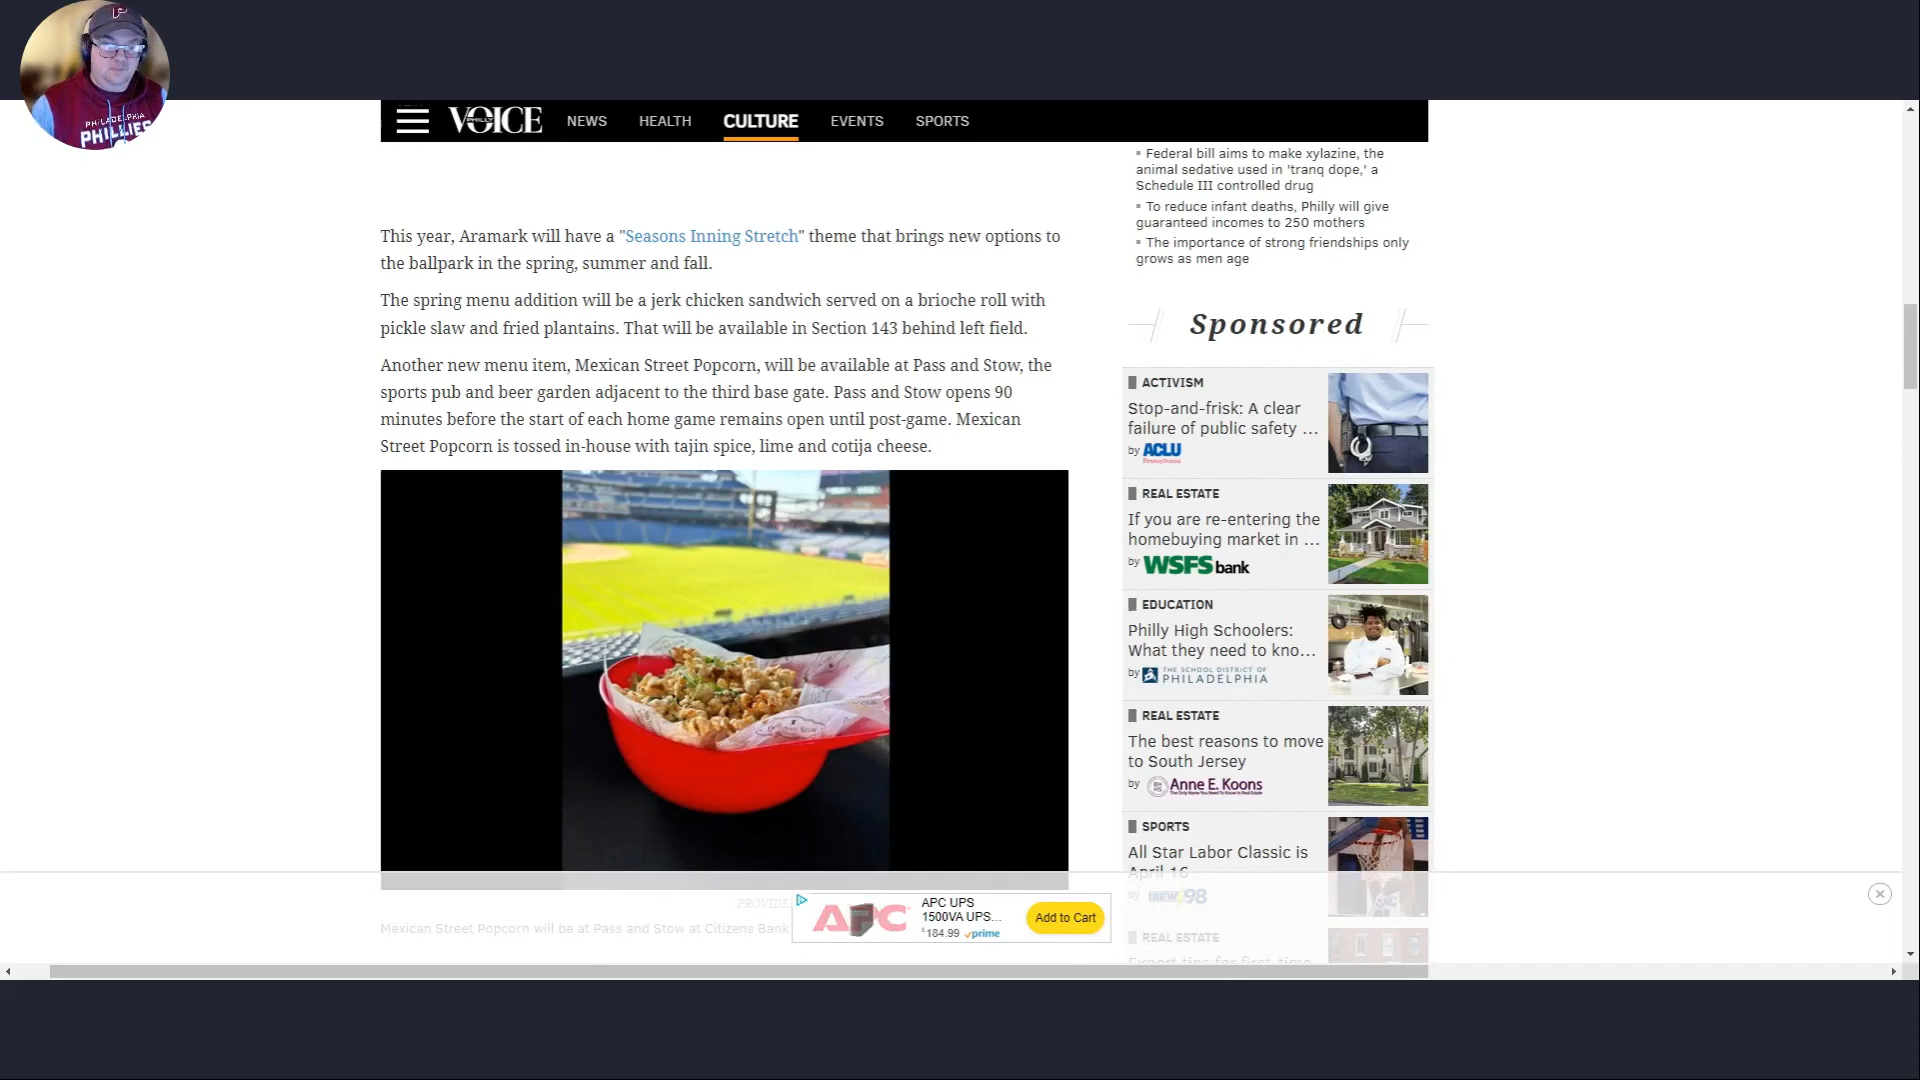 PHILADELPHIA
PHILLIES
VOICE
PHILLY
NEWS
HEALTH
CULTURE
EVENTS
SPORTS
▪ Federal bill aims to make xylazine, the
animal sedative used in 'tranq dope,' a
Schedule III controlled drug
▪ To reduce infant deaths, Philly will give
guaranteed incomes to 250 mothers
▪ The importance of strong friendships only
grows as men age
This year, Aramark will have a "Seasons Inning Stretch" theme that brings new options to
the ballpark in the spring, summer and fall.
The spring menu addition will be a jerk chicken sandwich served on a brioche roll with
pickle slaw and fried plantains. That will be available in Section 143 behind left field.
Another new menu item, Mexican Street Popcorn, will be available at Pass and Stow, the
sports pub and beer garden adjacent to the third base gate. Pass and Stow opens 90
minutes before the start of each home game remains open until post-game. Mexican
Street Popcorn is tossed in-house with tajin spice, lime and cotija cheese.
Mexican Street Popcorn will be at Pass and Stow at Citizens Bank
Sponsored
ACTIVISM
Stop-and-frisk: A clear
failure of public safety ...
by ACLU
Pennsylvania
REAL ESTATE
If you are re-entering the
homebuying market in ...
by WSFS bank
EDUCATION
Philly High Schoolers:
What they need to kno...
by THE SCHOOL DISTRICT OF
PHILADELPHIA
REAL ESTATE
The best reasons to move
to South Jersey
by Anne E. Koons
SPORTS
All Star Labor Classic is
April 16
by IBEW 98
REAL ESTATE
Expert tips for first-time
APC
APC UPS
1500VA UPS...
$184.99 prime
Add to Cart